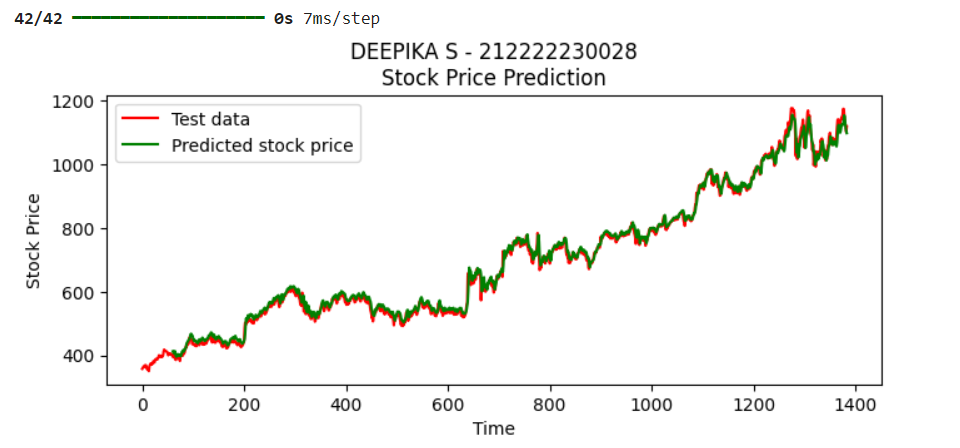 42/42 ━━━━━━━━━━━━━━━━━━━━ 0s 7ms/step
DEEPIKA S - 212222230028
Stock Price Prediction
Test data
Predicted stock price
Stock Price
1200
1000
800
600
400
0 200 400 600 800 1000 1200 1400
Time